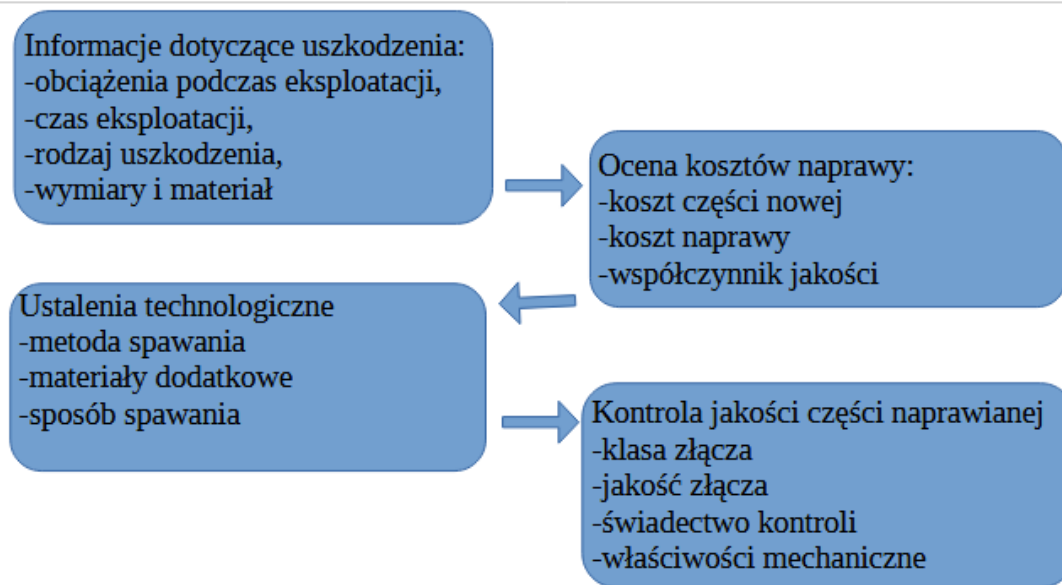 Informacje dotyczące uszkodzenia:
-obciążenia podczas eksploatacji,
-czas eksploatacji,
-rodzaj uszkodzenia,
-wymiary i materiał
Ocena kosztów naprawy:
-koszt części nowej
-koszt naprawy
-współczynnik jakości
Ustalenia technologiczne
-metoda spawania
-materiały dodatkowe
-sposób spawania
Kontrola jakości części naprawianej
-klasa złącza
-jakość złącza
-świadectwo kontroli
-właściwości mechaniczne